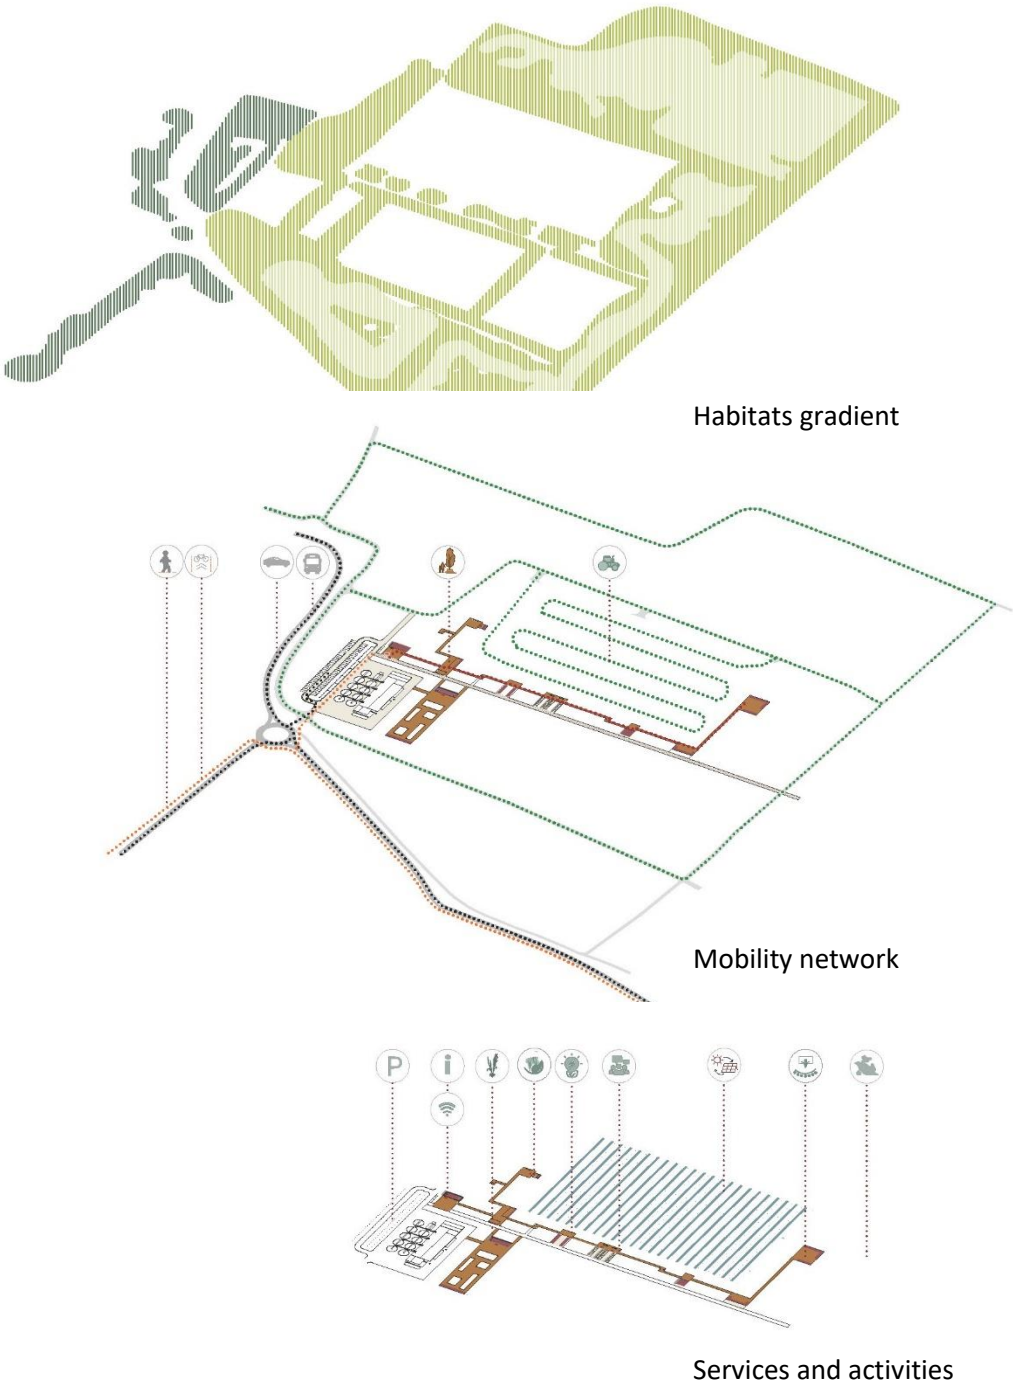 Habitats gradient
Mobility network
P
i
Services and activities